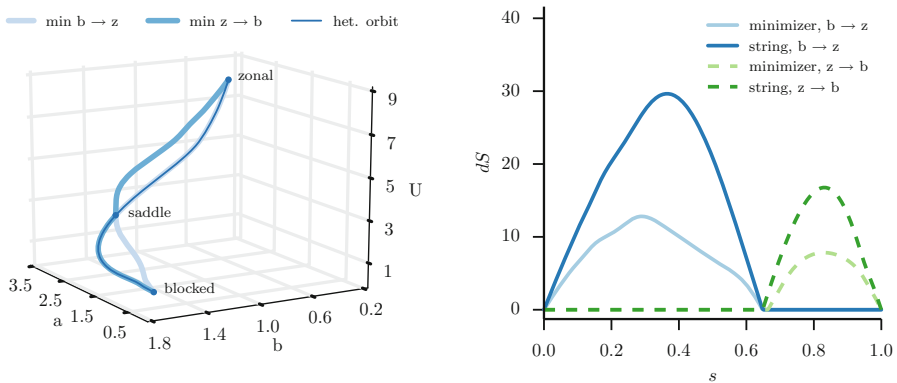 min b → z   min z → b   het. orbit
zonal
saddle
blocked
9
7
5
3
1
U
3.5
2.5
1.5
0.5
a
1.8
1.4
1.0
0.6
0.2
b
minimizer, b → z
string, b → z
minimizer, z → b
string, z → b
40
30
20
10
0
dS
0.0 0.2 0.4 0.6 0.8 1.0
s